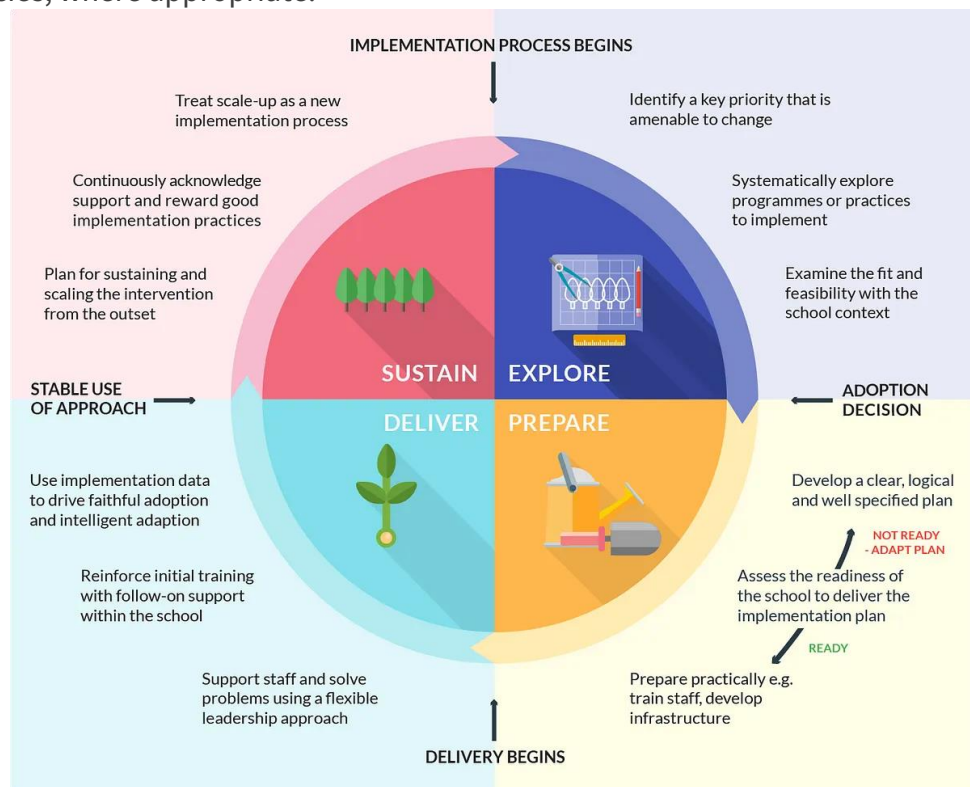 where appropriate.
IMPLEMENTATION PROCESS BEGINS
Identify a key priority that is
amenable to change
Systematically explore
programmes or practices
to implement
Examine the fit and
feasibility with the
school context
EXPLORE
ADOPTION
DECISION
PREPARE
Develop a clear, logical
and well specified plan
NOT READY
- ADAPT PLAN
Assess the readiness of
the school to deliver the
implementation plan
READY
Prepare practically e.g.
train staff, develop
infrastructure
DELIVERY BEGINS
DELIVER
Support staff and solve
problems using a flexible
leadership approach
Reinforce initial training
with follow-on support
within the school
Use implementation data
to drive faithful adoption
and intelligent adaption
STABLE USE
OF APPROACH
SUSTAIN
Plan for sustaining and
scaling the intervention
from the outset
Continuously acknowledge
support and reward good
implementation practices
Treat scale-up as a new
implementation process